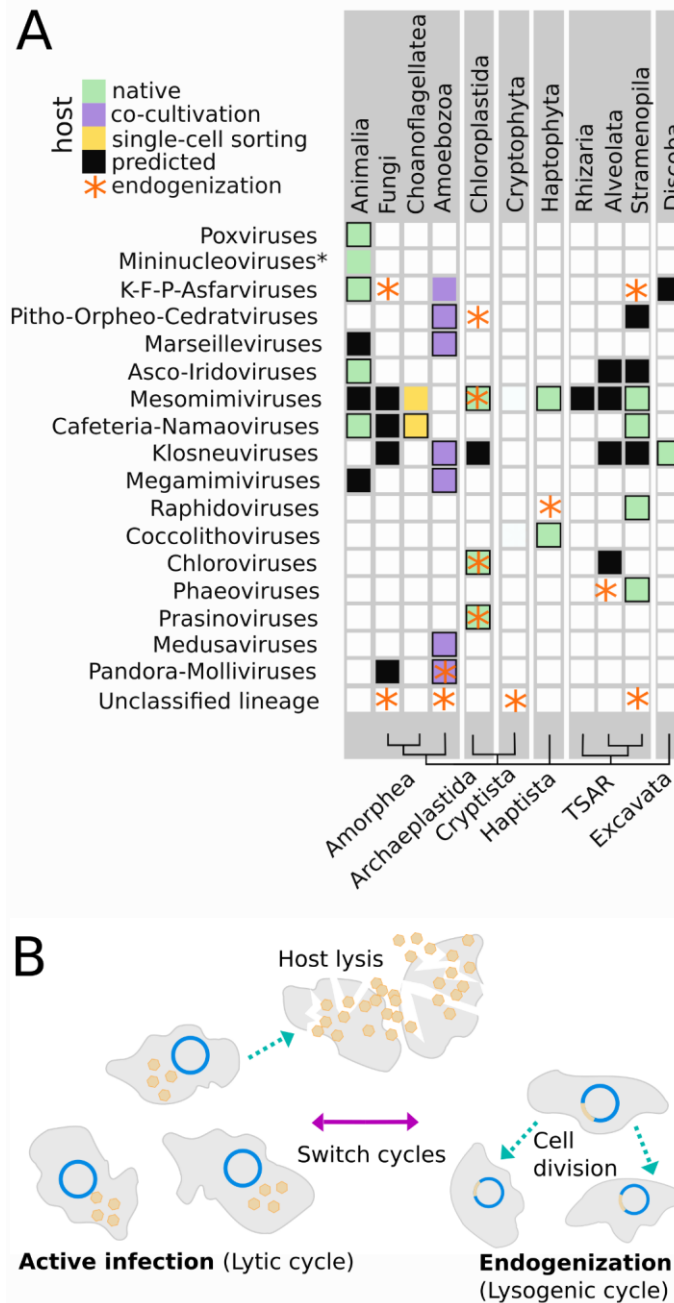 A
host
native
co-cultivation
single-cell sorting
predicted
endogenization
Animalia
Fungi
Choanoflagellatea
Amoebozoa
Chloroplastida
Cryptophyta
Haptophyta
Rhizaria
Alveolata
Stramenopila
Discoba
Poxviruses
Mininucleoviruses*
K-F-P-Asfarviruses
Pitho-Orpheo-Cedratviruses
Marseilleviruses
Asco-Iridoviruses
Mesomimiviruses
Cafeteria-Namaoviruses
Klosneuviruses
Megamimiviruses
Raphidoviruses
Coccolithoviruses
Chloroviruses
Phaeoviruses
Prasinoviruses
Medusaviruses
Pandora-Molliviruses
Unclassified lineage
Amorphea
Archaeplastida
Cryptista
Haptista
TSAR
Excavata
B
Host lysis
Switch cycles
Cell
division
Active infection (Lytic cycle)
Endogenization
(Lysogenic cycle)